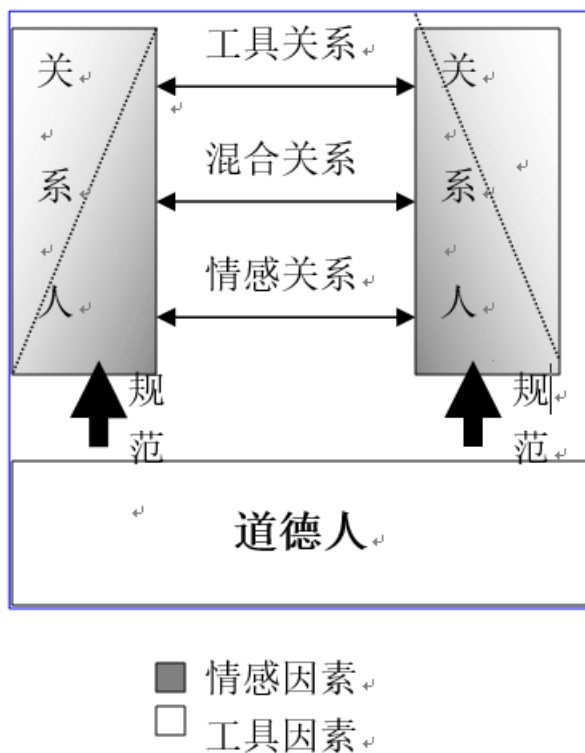 工具关系
混合关系
情感关系
关
系
人
关
系
人
规
范
规
范
道德人
情感因素
工具因素